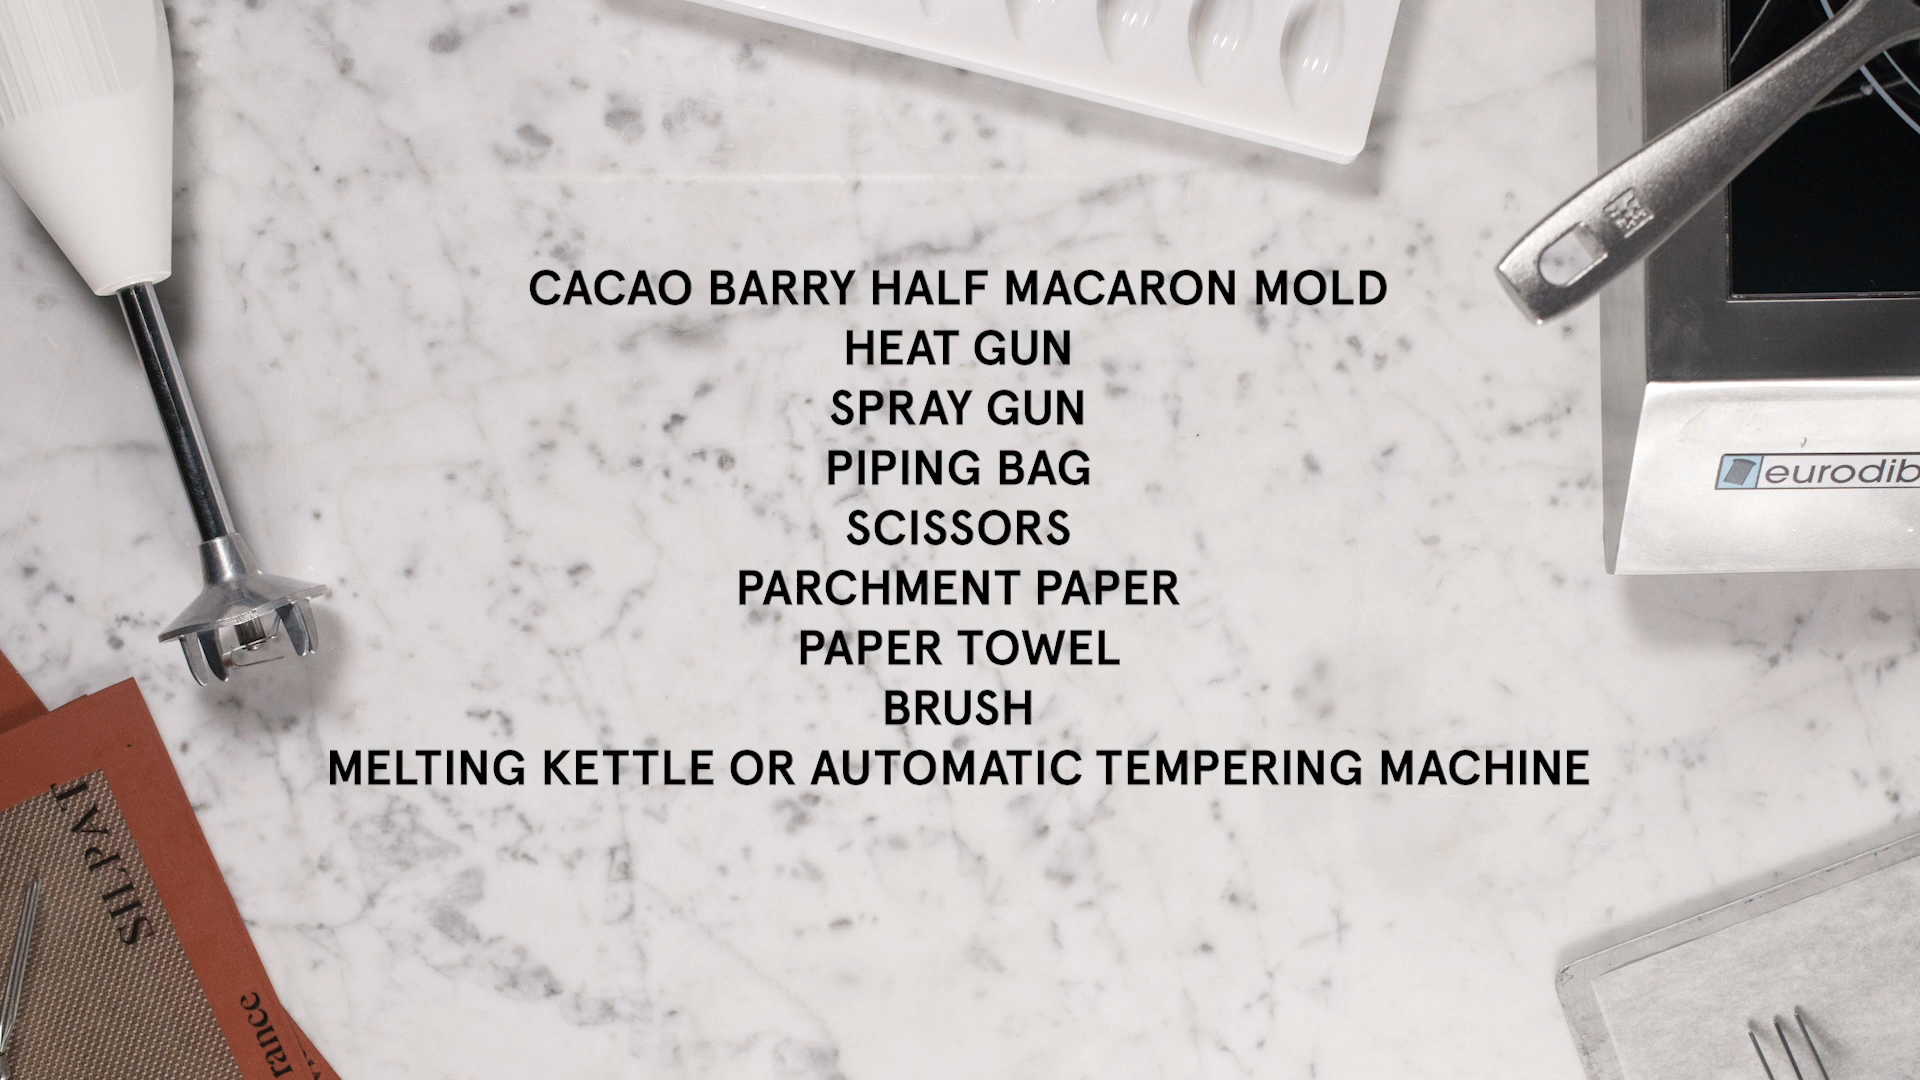 CACAO BARRY HALF MACARON MOLD
HEAT GUN
SPRAY GUN
PIPING BAG
SCISSORS
PARCHMENT PAPER
PAPER TOWEL
BRUSH
MELTING KETTLE OR AUTOMATIC TEMPERING MACHINE
eurodib
SILPAT